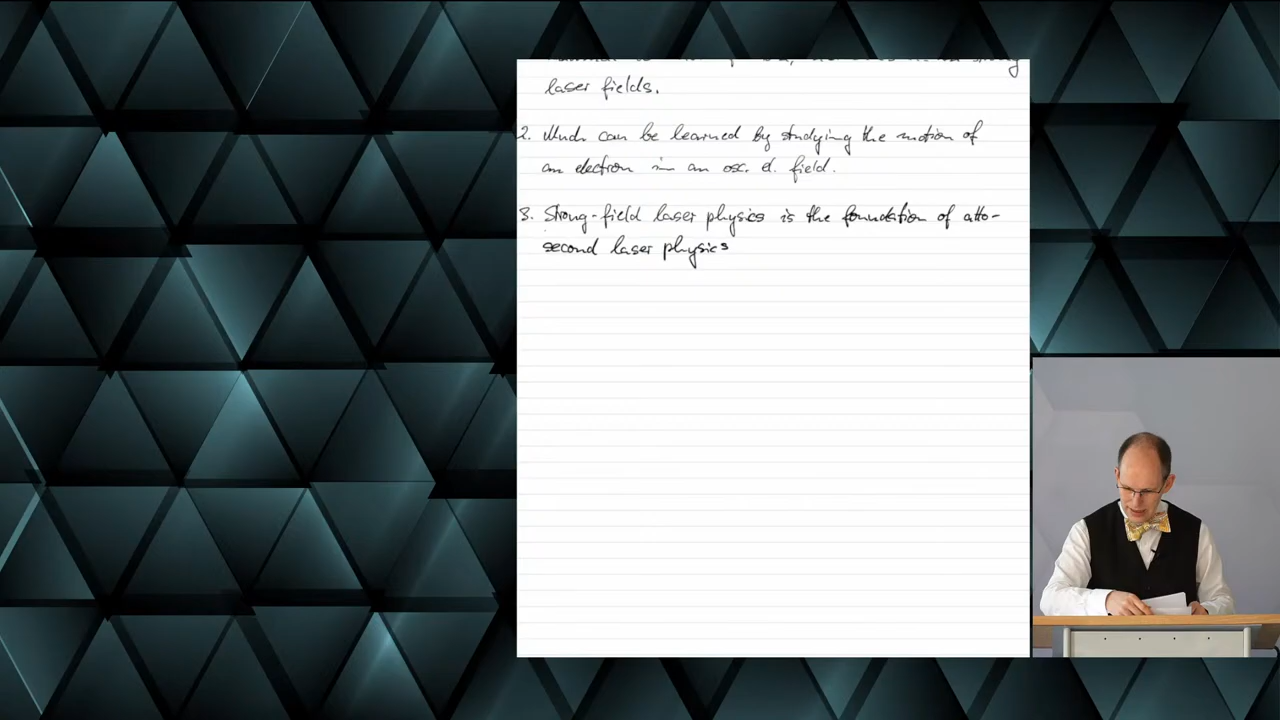 laser fields.
2. Much can be learned by studying the motion of
an electron in an osc. el. field.
3. Strong-field laser physics is the foundation of atto-
second laser physics